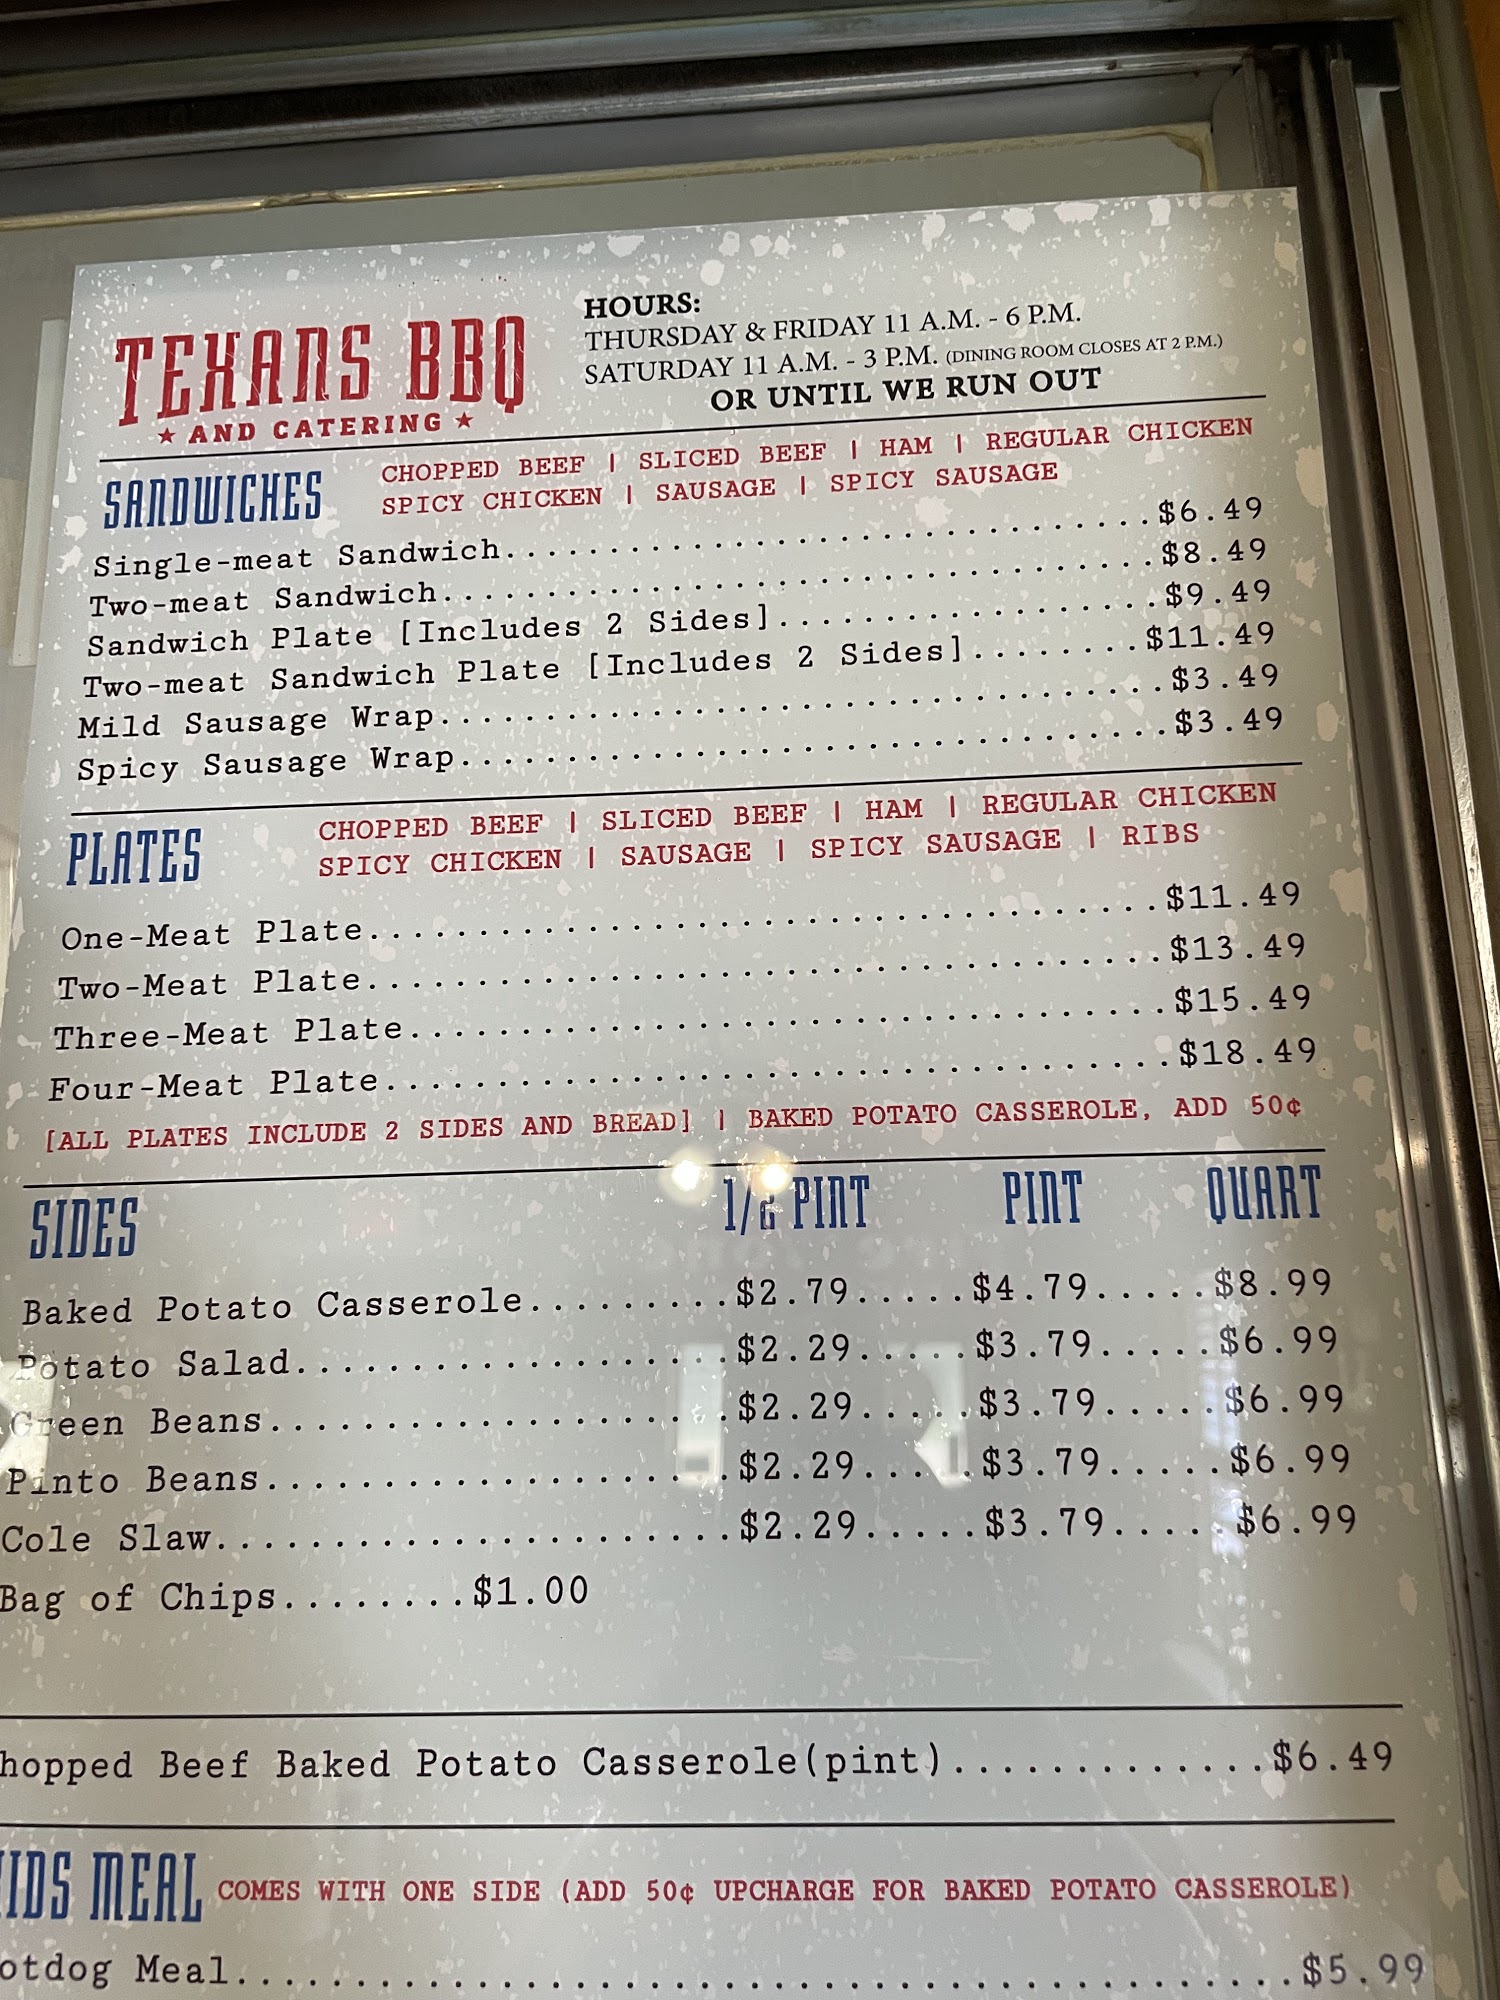 TEXANS BBQ
★ AND CATERING ★
HOURS:
THURSDAY & FRIDAY 11 A.M. - 6 P.M.
SATURDAY 11 A.M. - 3 P.M. (DINING ROOM CLOSES AT 2 P.M.)
OR UNTIL WE RUN OUT
SANDWICHES
CHOPPED BEEF | SLICED BEEF | HAM | REGULAR CHICKEN
SPICY CHICKEN | SAUSAGE | SPICY SAUSAGE
Single-meat Sandwich $6.49
Two-meat Sandwich $8.49
Sandwich Plate [Includes 2 Sides] $9.49
Two-meat Sandwich Plate [Includes 2 Sides] $11.49
Mild Sausage Wrap $3.49
Spicy Sausage Wrap $3.49
PLATES
CHOPPED BEEF | SLICED BEEF | HAM | REGULAR CHICKEN
SPICY CHICKEN | SAUSAGE | SPICY SAUSAGE | RIBS
One-Meat Plate $11.49
Two-Meat Plate $13.49
Three-Meat Plate $15.49
Four-Meat Plate $18.49
[ALL PLATES INCLUDE 2 SIDES AND BREAD] | BAKED POTATO CASSEROLE, ADD 50¢
SIDES 1/2 PINT PINT QUART
Baked Potato Casserole $2.79 $4.79 $8.99
Potato Salad $2.29 $3.79 $6.99
Green Beans $2.29 $3.79 $6.99
Pinto Beans $2.29 $3.79 $6.99
Cole Slaw $2.29 $3.79 $6.99
Bag of Chips $1.00
hopped Beef Baked Potato Casserole(pint) $6.49
IDS MEAL COMES WITH ONE SIDE (ADD 50¢ UPCHARGE FOR BAKED POTATO CASSEROLE)
otdog Meal $5.99